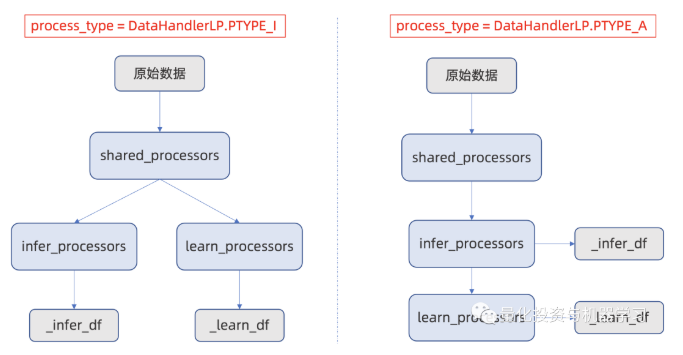 process_type = DataHandlerLP.PTYPE_I
原始数据
shared_processors
infer_processors
learn_processors
_infer_df
_learn_df
process_type = DataHandlerLP.PTYPE_A
原始数据
shared_processors
infer_processors
_infer_df
learn_processors
_learn_df
量化投资与机器学习